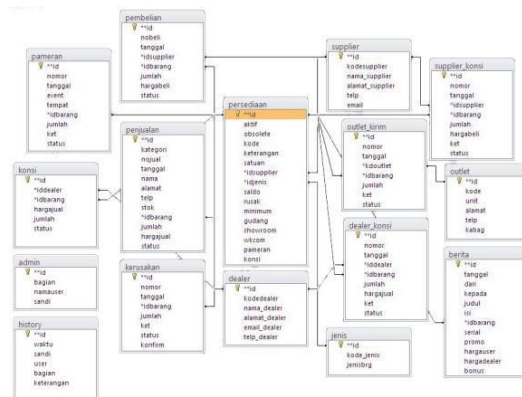 pembelian
**id
nobeli
tanggal
*idsupplier
*idbarang
jumlah
hargabeli
status
supplier
**id
kodesupplier
nama_supplier
alamat_supplier
telp
email
pameran
**id
nomor
tanggal
event
tempat
*idbarang
jumlah
ket
status
supplier_konsi
**id
nomor
tanggal
*idsupplier
*idbarang
jumlah
hargabeli
ket
status
persediaan
**id
aktif
obsolete
kode
keterangan
satuan
*idsupplier
*idjenis
saldo
rusak
minimum
gudang
showroom
wkcom
pameran
konsi
penjualan
**id
kategori
nojual
tanggal
nama
alamat
telp
stok
*idbarang
jumlah
hargajual
status
outlet_kirim
**id
nomor
tanggal
*kdoutlet
*idbarang
jumlah
ket
status
konsi
**id
*iddealer
*idbarang
hargajual
jumlah
status
outlet
**id
kode
unit
alamat
telp
kabag
dealer_konsi
**id
nomor
tanggal
*iddealer
*idbarang
jumlah
hargajual
ket
status
admin
**id
bagian
namauser
sandi
kerusakan
**id
nomor
tanggal
*idbarang
jumlah
ket
status
konfirm
dealer
**id
kodedealer
nama_dealer
alamat_dealer
email_dealer
telp_dealer
berita
**id
tanggal
dari
kepada
judul
isi
*idbarang
serial
promo
hargauser
hargadealer
bonus
history
**id
waktu
sandi
user
bagian
keterangan
jenis
**id
kode_jenis
jenisbrg